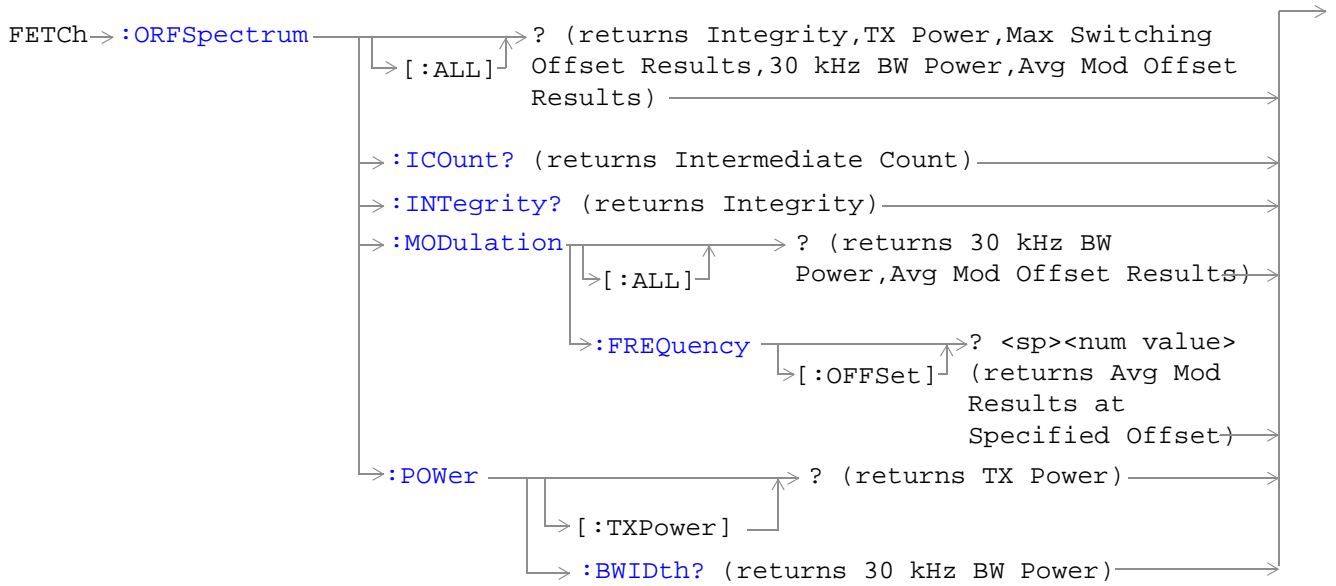 FETCh :ORFSpectrum ? (returns Integrity,TX Power,Max Switching
[:ALL] Offset Results,30 kHz BW Power,Avg Mod Offset
Results)
:ICOunt? (returns Intermediate Count)
:INTegrity? (returns Integrity)
:MODulation ? (returns 30 kHz BW
[:ALL] Power,Avg Mod Offset Results)
:FREQuency ? <sp><num value>
[:OFFSet] (returns Avg Mod
Results at
Specified Offset)
:POWer ? (returns TX Power)
[:TXPower]
:BWIDth? (returns 30 kHz BW Power)